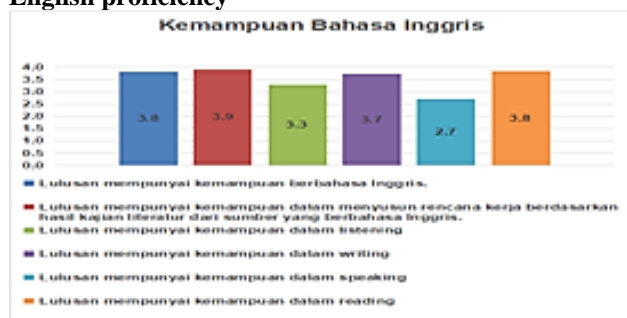 English proficiency
Kemampuan Bahasa Inggris
4.0
3.5
3.0
2.5
2.0
1.5
1.0
0.5
0.0
3.8
3.9
3.3
3.7
2.7
3.8
Lulusan mempunyai kemampuan berbahasa Inggris.
Lulusan mempunyai kemampuan dalam menyusun rencana kerja berdasarkan
hasil kajian literatur dari sumber yang berbahasa Inggris.
Lulusan mempunyai kemampuan dalam listening
Lulusan mempunyai kemampuan dalam writing
Lulusan mempunyai kemampuan dalam speaking
Lulusan mempunyai kemampuan dalam reading